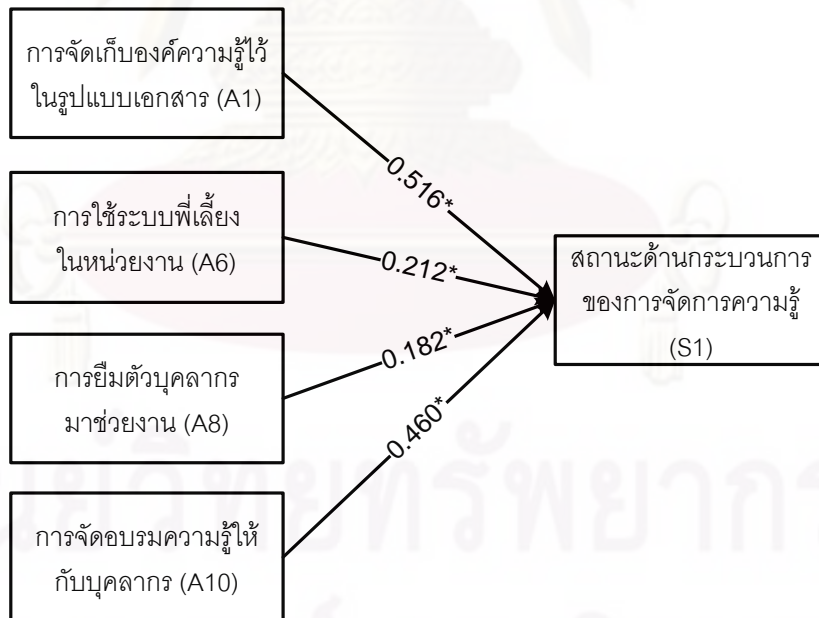 การจัดเก็บองค์ความรู้ไว้
ในรูปแบบเอกสาร (A1)
0.516*
การใช้ระบบพี่เลี้ยง
ในหน่วยงาน (A6)
0.212*
สถานะด้านกระบวนการ
ของการจัดการความรู้
(S1)
การยืมตัวบุคลากร
มาช่วยงาน (A8)
0.182*
0.460*
การจัดอบรมความรู้ให้
กับบุคลากร (A10)